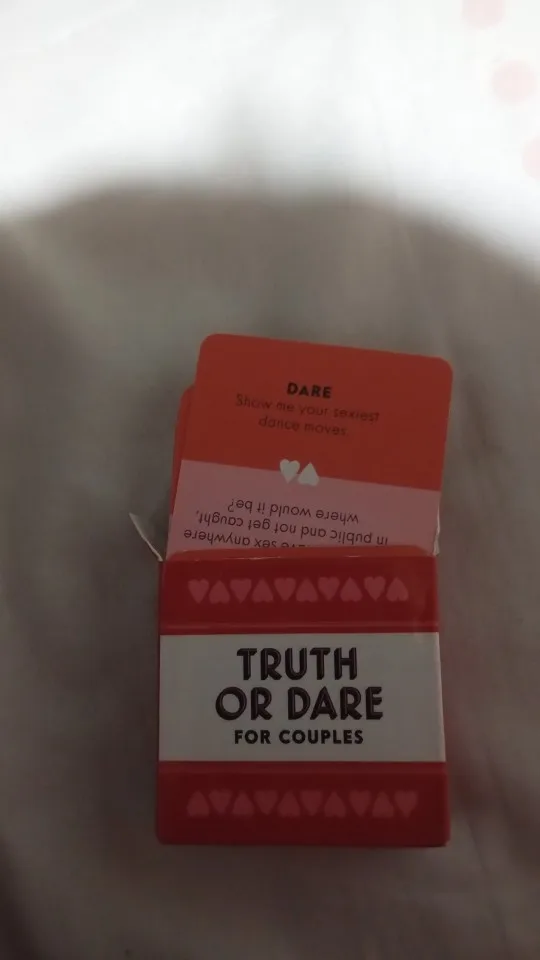 DARE
Show me your sexiest
dance moves.
sex anywhere
in public and not get caught,
where would it be?
TRUTH
OR DARE
FOR COUPLES